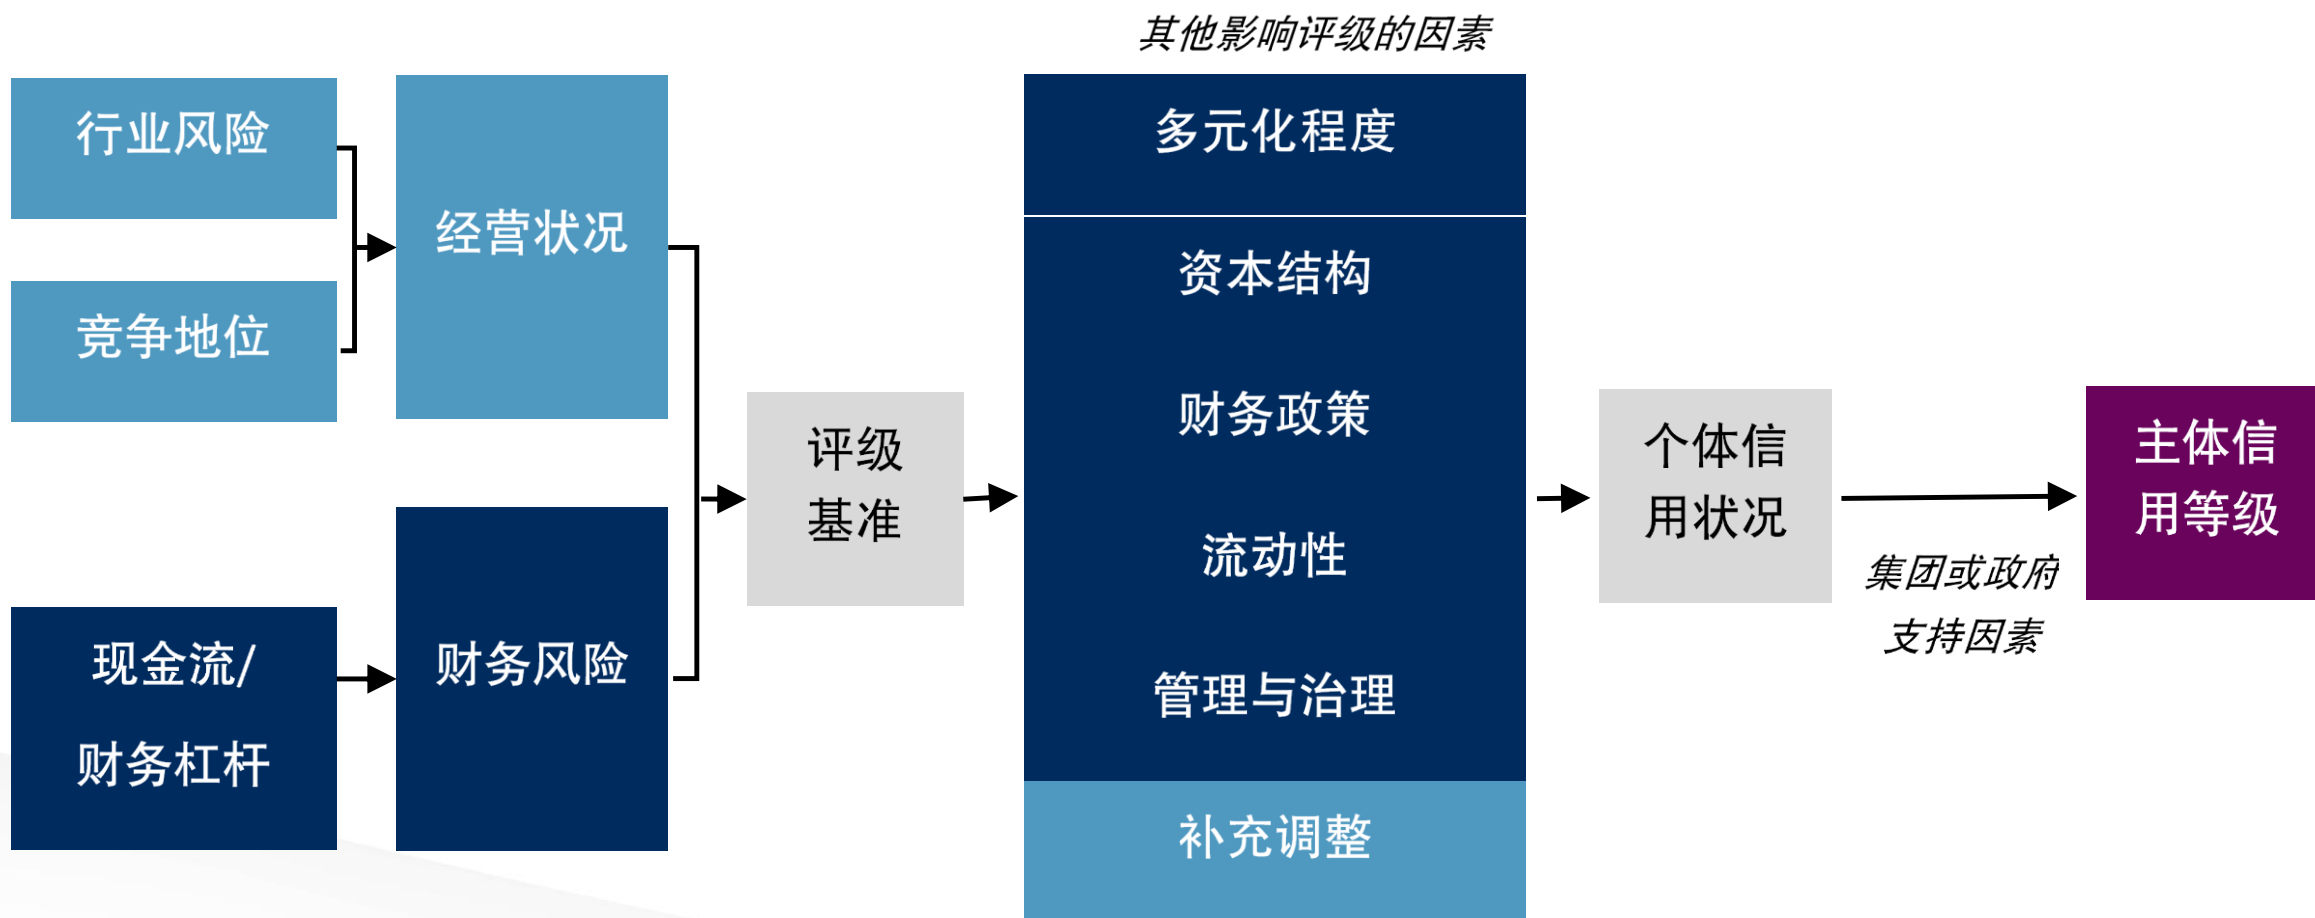 行业风险
竞争地位
经营状况
现金流/
财务杠杆
财务风险
评级
基准
其他影响评级的因素
多元化程度
资本结构
财务政策
流动性
管理与治理
补充调整
个体信
用状况
集团或政府
支持因素
主体信
用等级